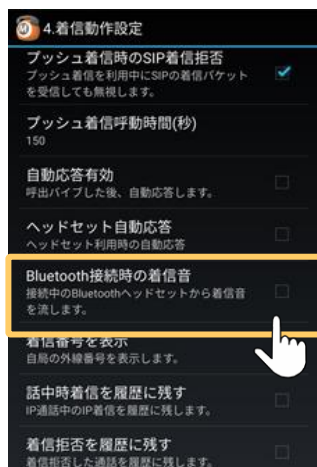 4.着信動作設定
プッシュ着信時のSIP着信拒否
プッシュ着信を利用中にSIPの着信パケット
を受信しても無視します。
プッシュ着信呼動時間(秒)
150
自動応答有効
呼出バイブした後、自動応答します。
ヘッドセット自動応答
ヘッドセット利用時の自動応答
Bluetooth接続時の着信音
接続中のBluetoothヘッドセットから着信音
を流します。
着信番号を表示
自局の外線番号を表示します。
話中時着信を履歴に残す
IP通話中のIP着信を履歴に残します。
着信拒否を履歴に残す
着信拒否した通話を履歴に残します。